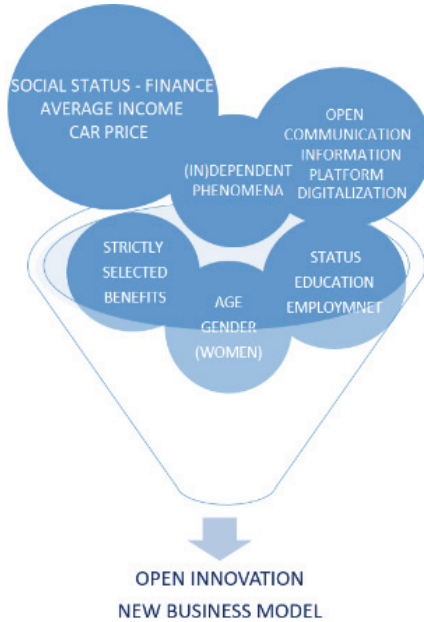 SOCIAL STATUS - FINANCE
AVERAGE INCOME
CAR PRICE
(IN)DEPENDENT
PHENOMENA
OPEN
COMMUNICATION
INFORMATION
PLATFORM
DIGITALIZATION
STRICTLY
SELECTED
BENEFITS
AGE
GENDER
(WOMEN)
STATUS
EDUCATION
EMPLOYMNET
OPEN INNOVATION
NEW BUSINESS MODEL